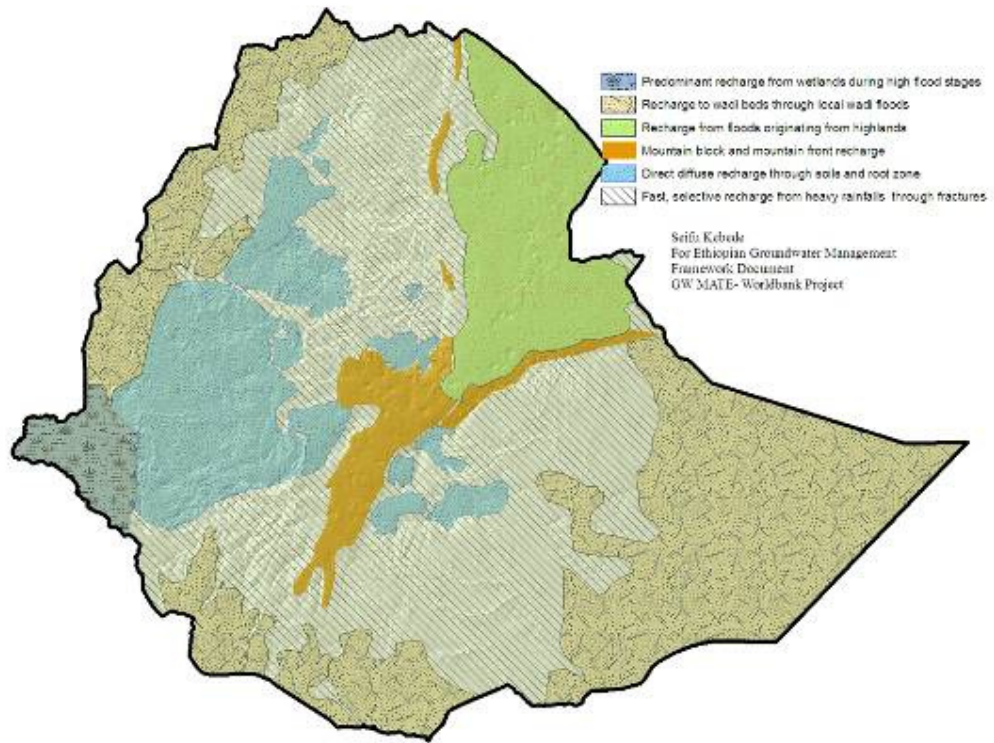 Predominant recharge from wetlands during high flood stages
Recharge to wadi beds through local wadi floods
Recharge from floods originating from highlands
Mountain block and mountain front recharge
Direct diffuse recharge through soils and root zone
Fast, selective recharge from heavy rainfalls through fractures
Seifu Kebede
For Ethiopian Groundwater Management
Framework Document
GW MATE- Worldbank Project